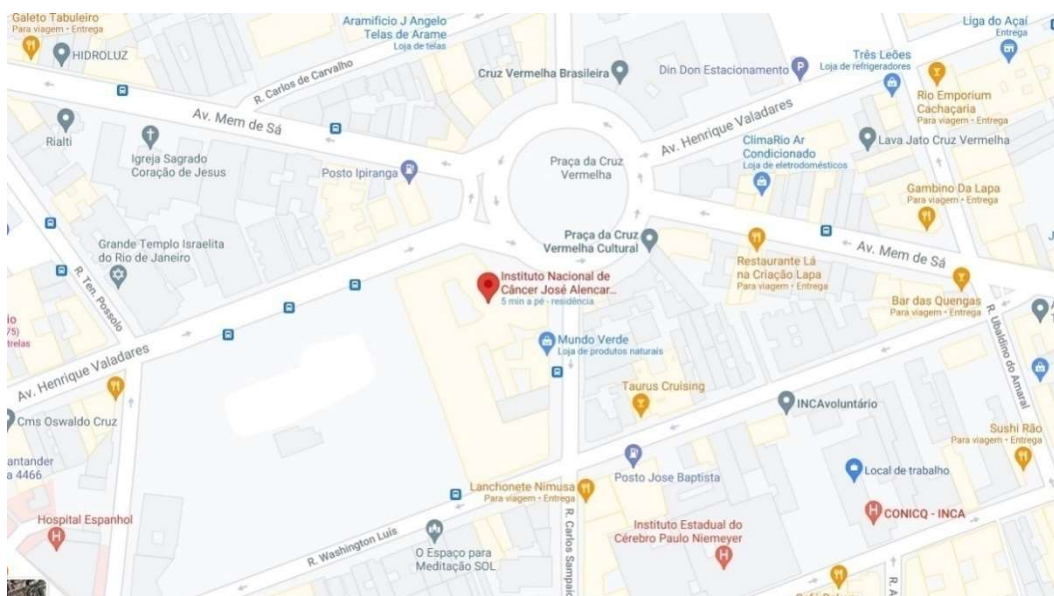 Galeto Tabuleiro
Para viagem • Entrega
HIDROLUZ
Aramificio J Angelo
Telas de Arame
Loja de telas
R. Carlos de Carvalho
Cruz Vermelha Brasileira
Din Don Estacionamento
Três Leões
Loja de refrigeradores
Liga do Açaí
Entrega
Rio Emporium
Cachaçaria
Para viagem • Entrega
Av. Mem de Sá
Av. Henrique Valadares
Rialti
Igreja Sagrado
Coração de Jesus
Posto Ipiranga
Praça da Cruz
Vermelha
ClimaRio Ar
Condicionado
Loja de eletrodomésticos
Lava Jato Cruz Vermelha
Gambino Da Lapa
Para viagem • Entrega
Grande Templo Israelita
do Rio de Janeiro
R. Ten. Possolo
Praça da Cruz
Vermelha Cultural
Av. Mem de Sá
Restaurante Lá
na Criação Lapa
Para viagem • Entrega
Instituto Nacional de
Câncer José Alencar...
5 min a pé - residência
Bar das Quengas
Para viagem • Entrega
R. Ubaldino do Amaral
io
75)
trelas
Mundo Verde
Loja de produtos naturais
Av. Henrique Valadares
Taurus Cruising
INCAvoluntário
Cms Oswaldo Cruz
Sushi Rão
Para viagem • Entrega
antander
a 4466
Posto Jose Baptista
Local de trabalho
Lanchonete Nimusa
Para viagem • Entrega
Hospital Espanhol
R. Washington Luís
O Espaço para
Meditação SOL
R. Carlos Sampaio
Instituto Estadual do
Cérebro Paulo Niemeyer
CONICQ - INCA
R. A